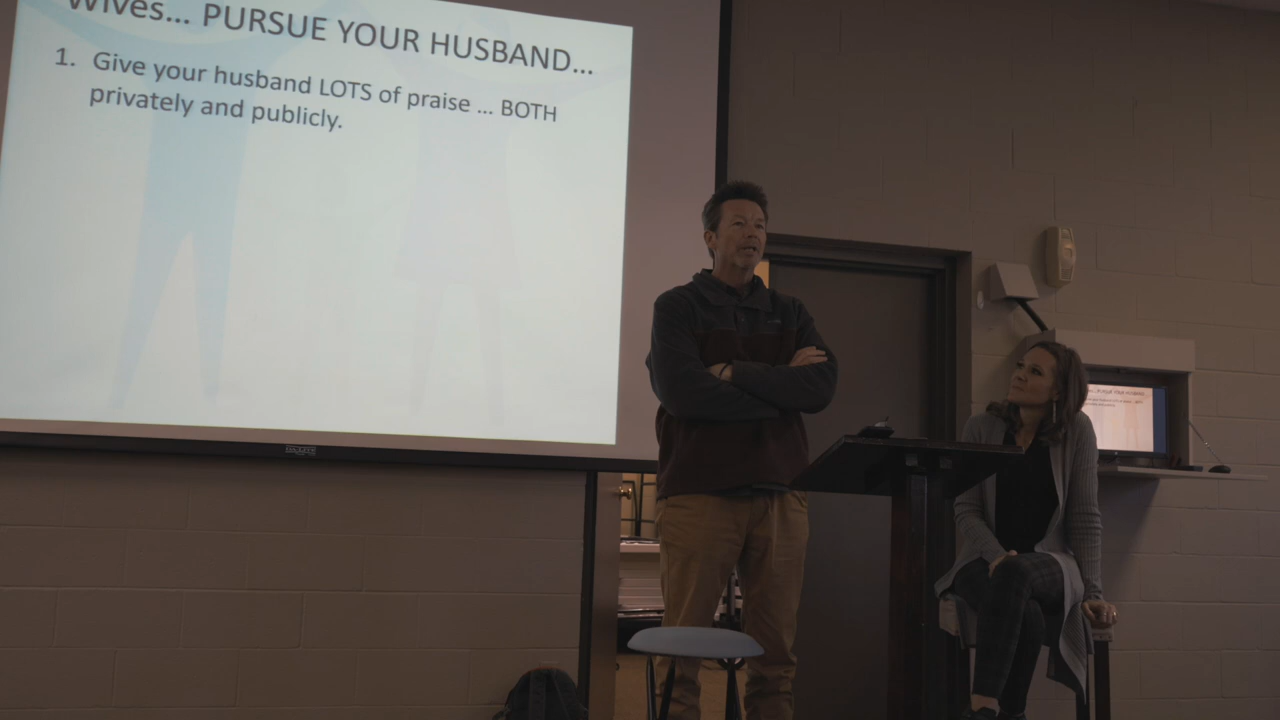 Wives... PURSUE YOUR HUSBAND...
1. Give your husband LOTS of praise ... BOTH
privately and publicly.